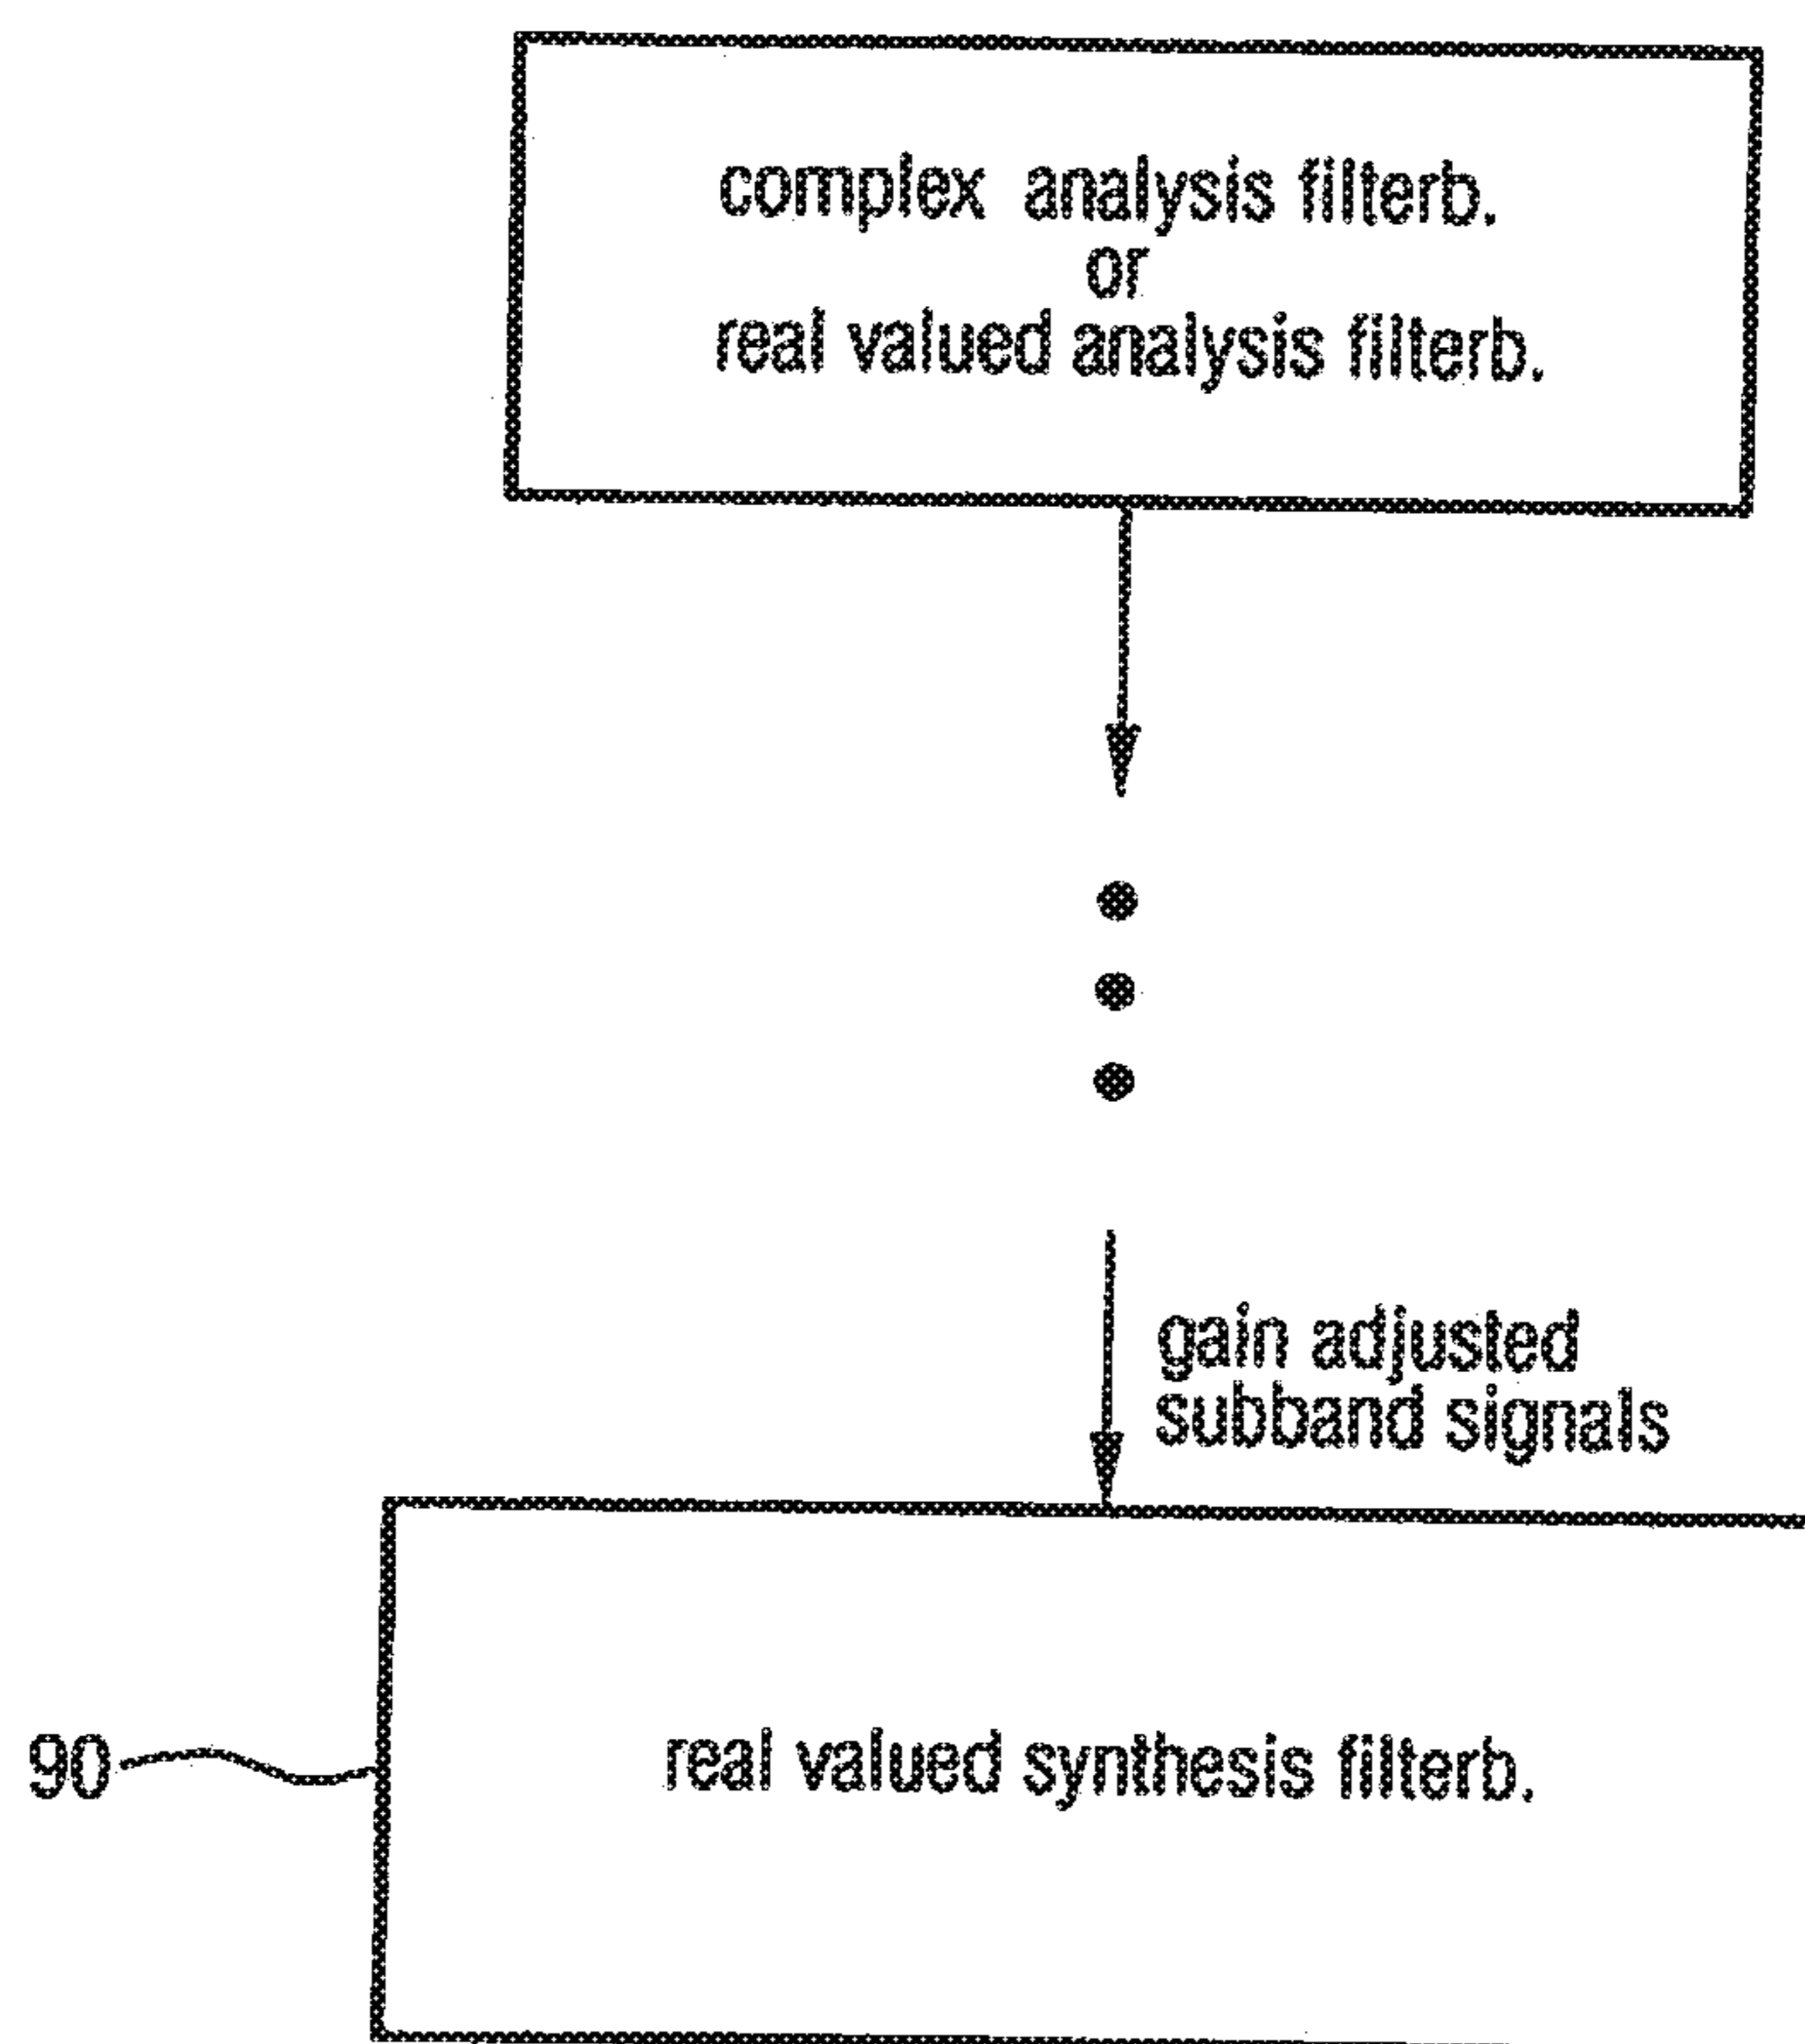 complex analysis filterb.
or
real valued analysis filterb.
gain adjusted
subband signals
90
real valued synthesis filterb.